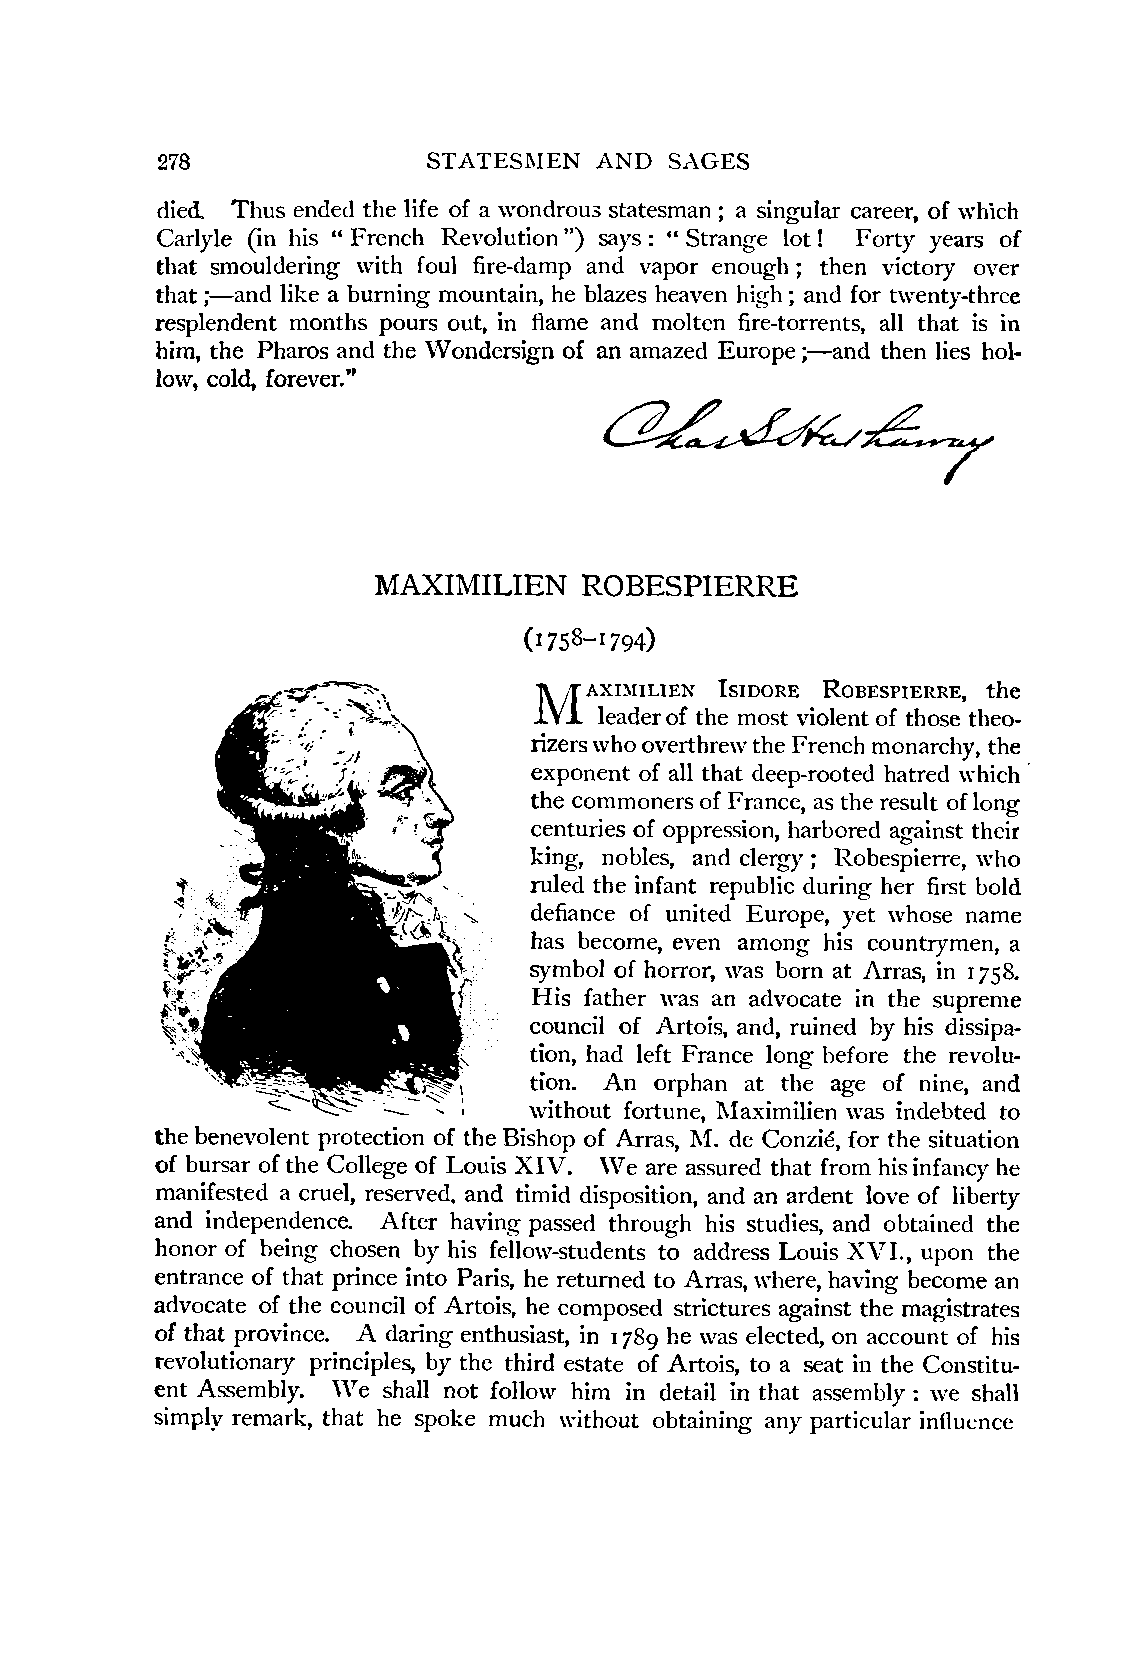 278 STATESMEN AND SAGES
died. Thus ended the life of a wondrous statesman ; a singular career, of which
Carlyle (in his “ French Revolution ”) says : “ Strange lot ! Forty years of
that smouldering with foul fire-damp and vapor enough ; then victory over
that ;—and like a burning mountain, he blazes heaven high ; and for twenty-three
resplendent months pours out, in flame and molten fire-torrents, all that is in
him, the Pharos and the Wondersign of an amazed Europe ;—and then lies hol-
low, cold, forever.”
Chas S Hathaway
MAXIMILIEN ROBESPIERRE
(1758–1794)
MAXIMILIEN ISIDORE ROBESPIERRE, the
leader of the most violent of those theo-
rizers who overthrew the French monarchy, the
exponent of all that deep-rooted hatred which
the commoners of France, as the result of long
centuries of oppression, harbored against their
king, nobles, and clergy ; Robespierre, who
ruled the infant republic during her first bold
defiance of united Europe, yet whose name
has become, even among his countrymen, a
symbol of horror, was born at Arras, in 1758.
His father was an advocate in the supreme
council of Artois, and, ruined by his dissipa-
tion, had left France long before the revolu-
tion. An orphan at the age of nine, and
without fortune, Maximilien was indebted to
the benevolent protection of the Bishop of Arras, M. de Conzié, for the situation
of bursar of the College of Louis XIV. We are assured that from his infancy he
manifested a cruel, reserved, and timid disposition, and an ardent love of liberty
and independence. After having passed through his studies, and obtained the
honor of being chosen by his fellow-students to address Louis XVI., upon the
entrance of that prince into Paris, he returned to Arras, where, having become an
advocate of the council of Artois, he composed strictures against the magistrates
of that province. A daring enthusiast, in 1789 he was elected, on account of his
revolutionary principles, by the third estate of Artois, to a seat in the Constitu-
ent Assembly. We shall not follow him in detail in that assembly : we shall
simply remark, that he spoke much without obtaining any particular influence